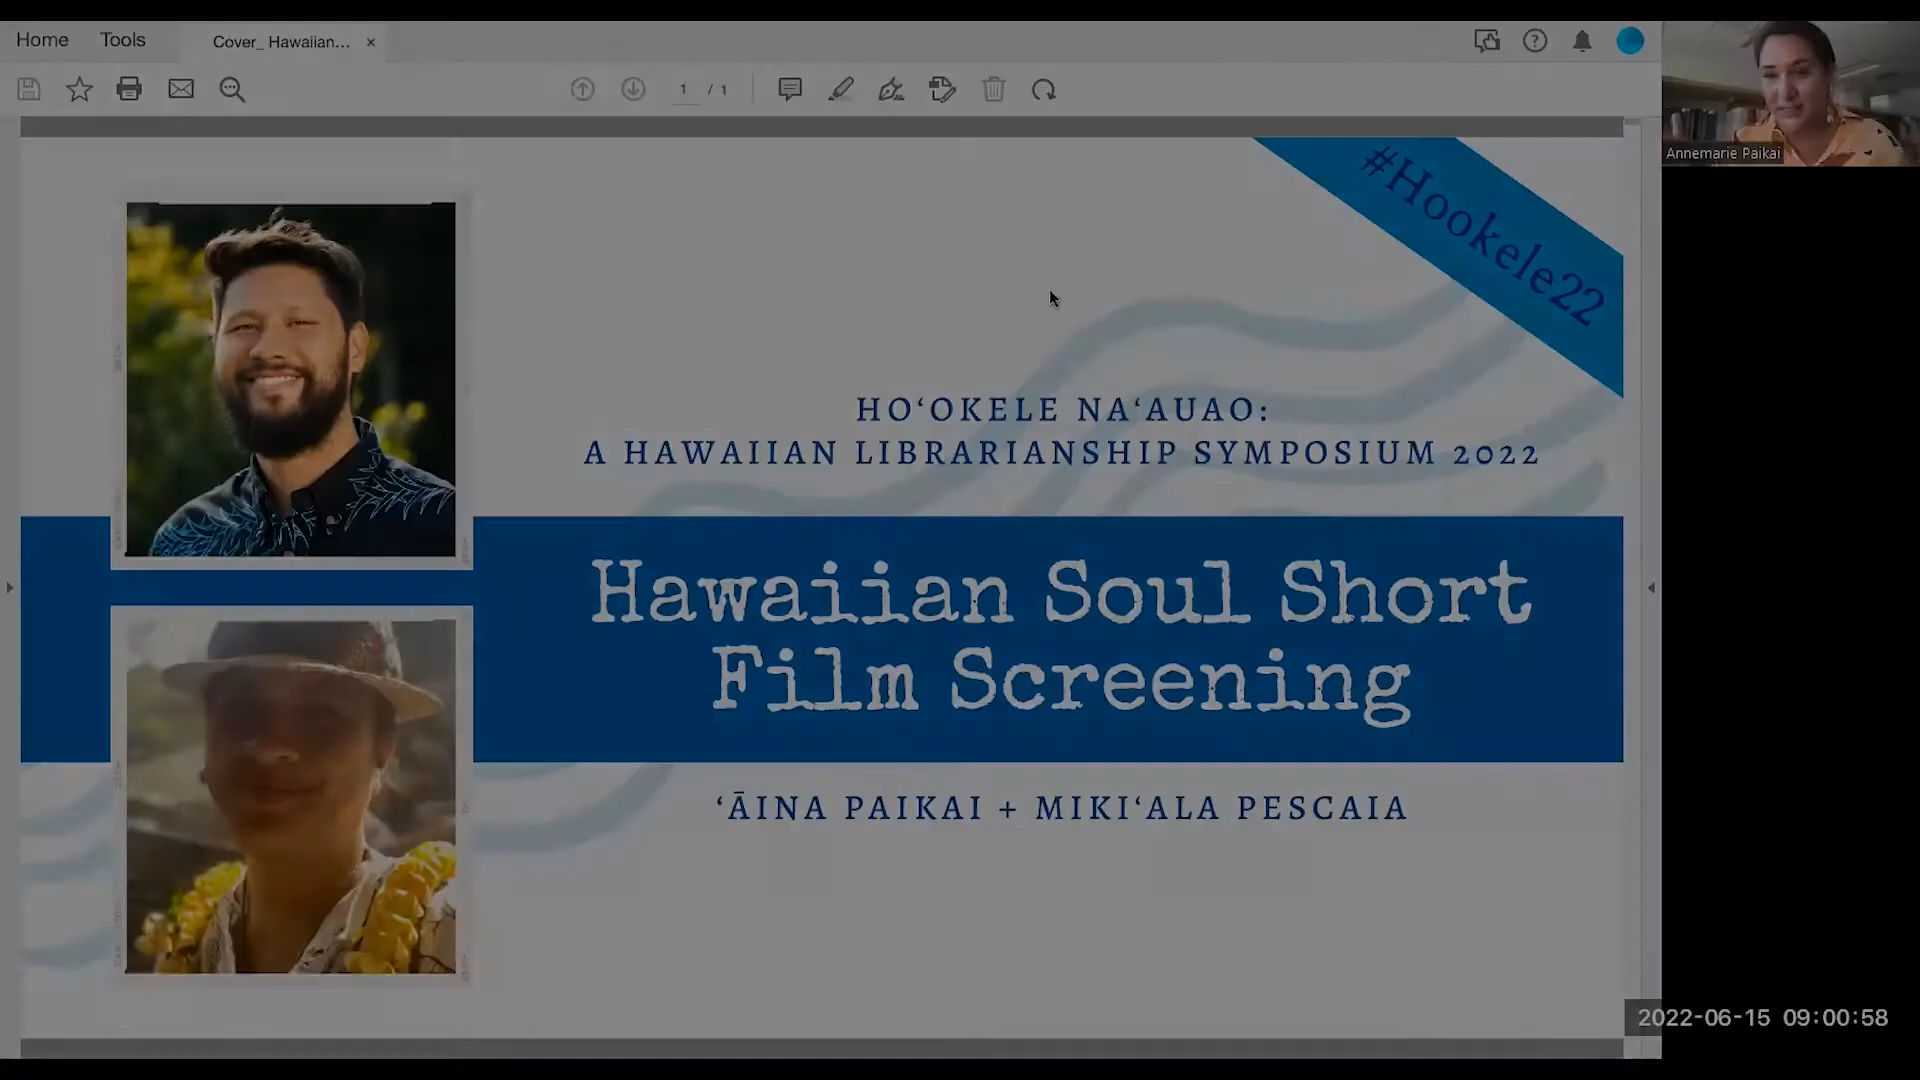 Home Tools Cover_ Hawaiian... ×
1 / 1
Annemarie Paikai
#Hookele22
HOʻOKELE NAʻAUAO:
A HAWAIIAN LIBRARIANSHIP SYMPOSIUM 2022
Hawaiian Soul Short
Film Screening
ʻĀINA PAIKAI + MIKIʻALA PESCAIA
2022-06-15 09:00:58